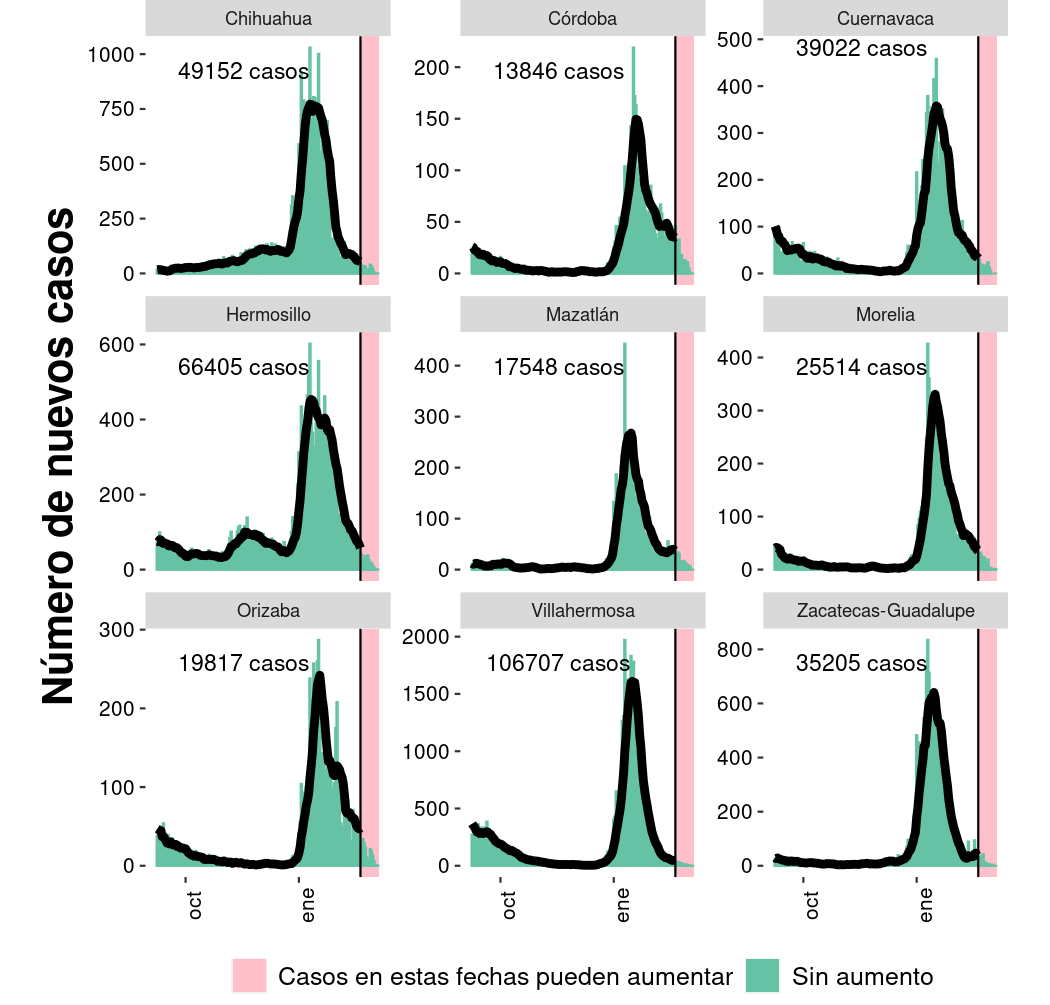 Chihuahua
Córdoba
Cuernavaca
1000
750
500
250
0
49152 casos
200
150
100
50
0
13846 casos
500
400
300
200
100
0
39022 casos
Número de nuevos casos
Hermosillo
Mazatlán
Morelia
600
400
200
0
66405 casos
400
300
200
100
0
17548 casos
400
300
200
100
0
25514 casos
Orizaba
Villahermosa
Zacatecas-Guadalupe
300
200
100
0
19817 casos
2000
1500
1000
500
0
106707 casos
800
600
400
200
0
35205 casos
oct
ene
oct
ene
oct
ene
Casos en estas fechas pueden aumentar
Sin aumento